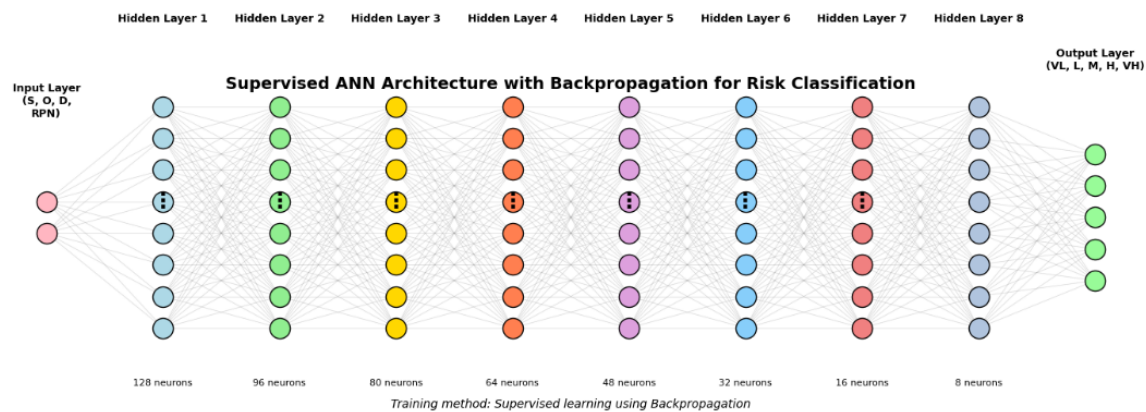 Hidden Layer 1
Hidden Layer 2
Hidden Layer 3
Hidden Layer 4
Hidden Layer 5
Hidden Layer 6
Hidden Layer 7
Hidden Layer 8
Output Layer
(VL, L, M, H, VH)
Supervised ANN Architecture with Backpropagation for Risk Classification
Input Layer
(S, O, D,
RPN)
128 neurons
96 neurons
80 neurons
64 neurons
48 neurons
32 neurons
16 neurons
8 neurons
Training method: Supervised learning using Backpropagation